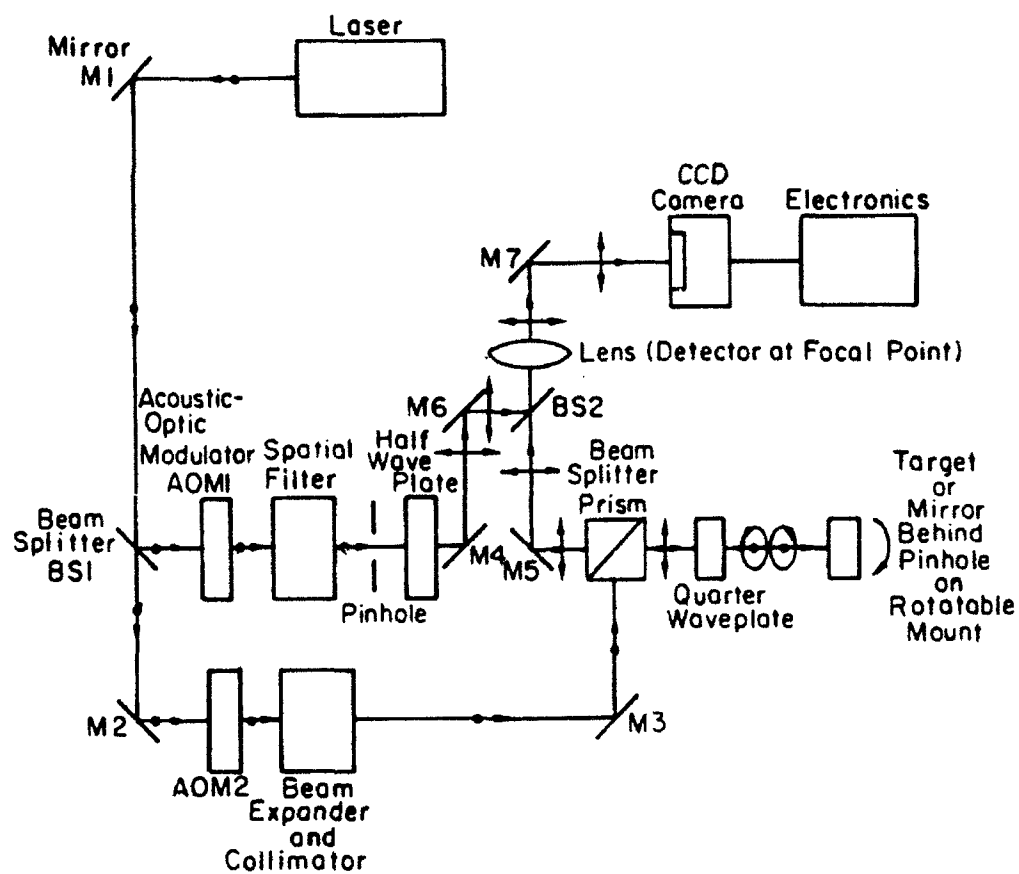 Laser
Mirror
M1
CCD
Camera
Electronics
M7
Lens (Detector at Focal Point)
M6
BS2
Acoustic-
Optic
Modulator
AOM1
Spatial
Filter
Half
Wave
Plate
Beam
Splitter
Prism
Target
or
Mirror
Behind
Pinhole
on
Rotatable
Mount
Beam
Splitter
BS1
M4
M5
Pinhole
Quarter
Waveplate
M2
M3
AOM2
Beam
Expander
and
Collimator